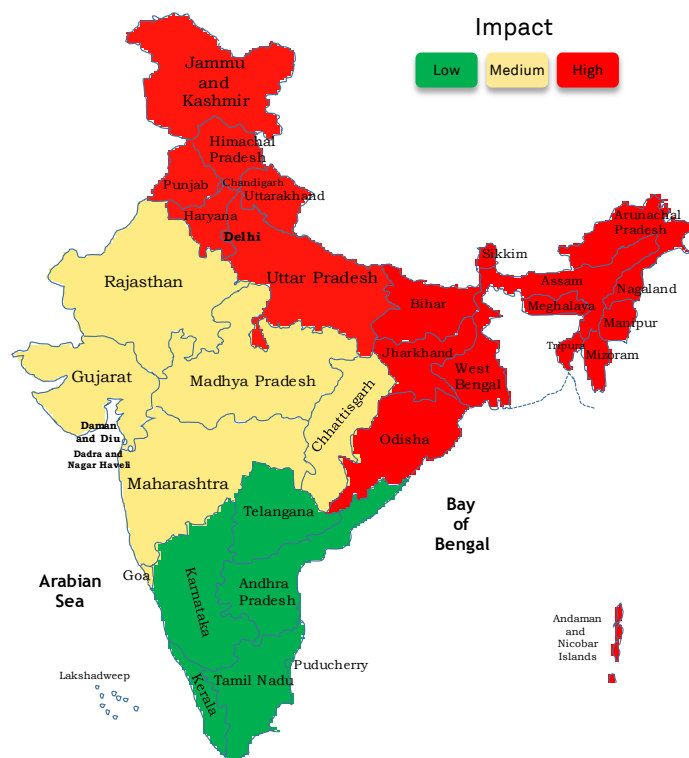 Impact
Low Medium High
Jammu
and
Kashmir
Himachal
Pradesh
Punjab
Chandigarh
Uttarakhand
Haryana
Delhi
Arunachal
Pradesh
Sikkim
Rajasthan
Uttar Pradesh
Assam
Nagaland
Bihar
Meghalaya
Manipur
Tripura
Mizoram
Jharkhand
West
Bengal
Gujarat
Madhya Pradesh
Chhattisgarh
Daman
and Diu
Dadra and
Nagar Haveli
Odisha
Maharashtra
Telangana
Bay
of
Bengal
Goa
Arabian
Sea
Karnataka
Andhra
Pradesh
Andaman
and
Nicobar
Islands
Puducherry
Lakshadweep
Kerala
Tamil Nadu